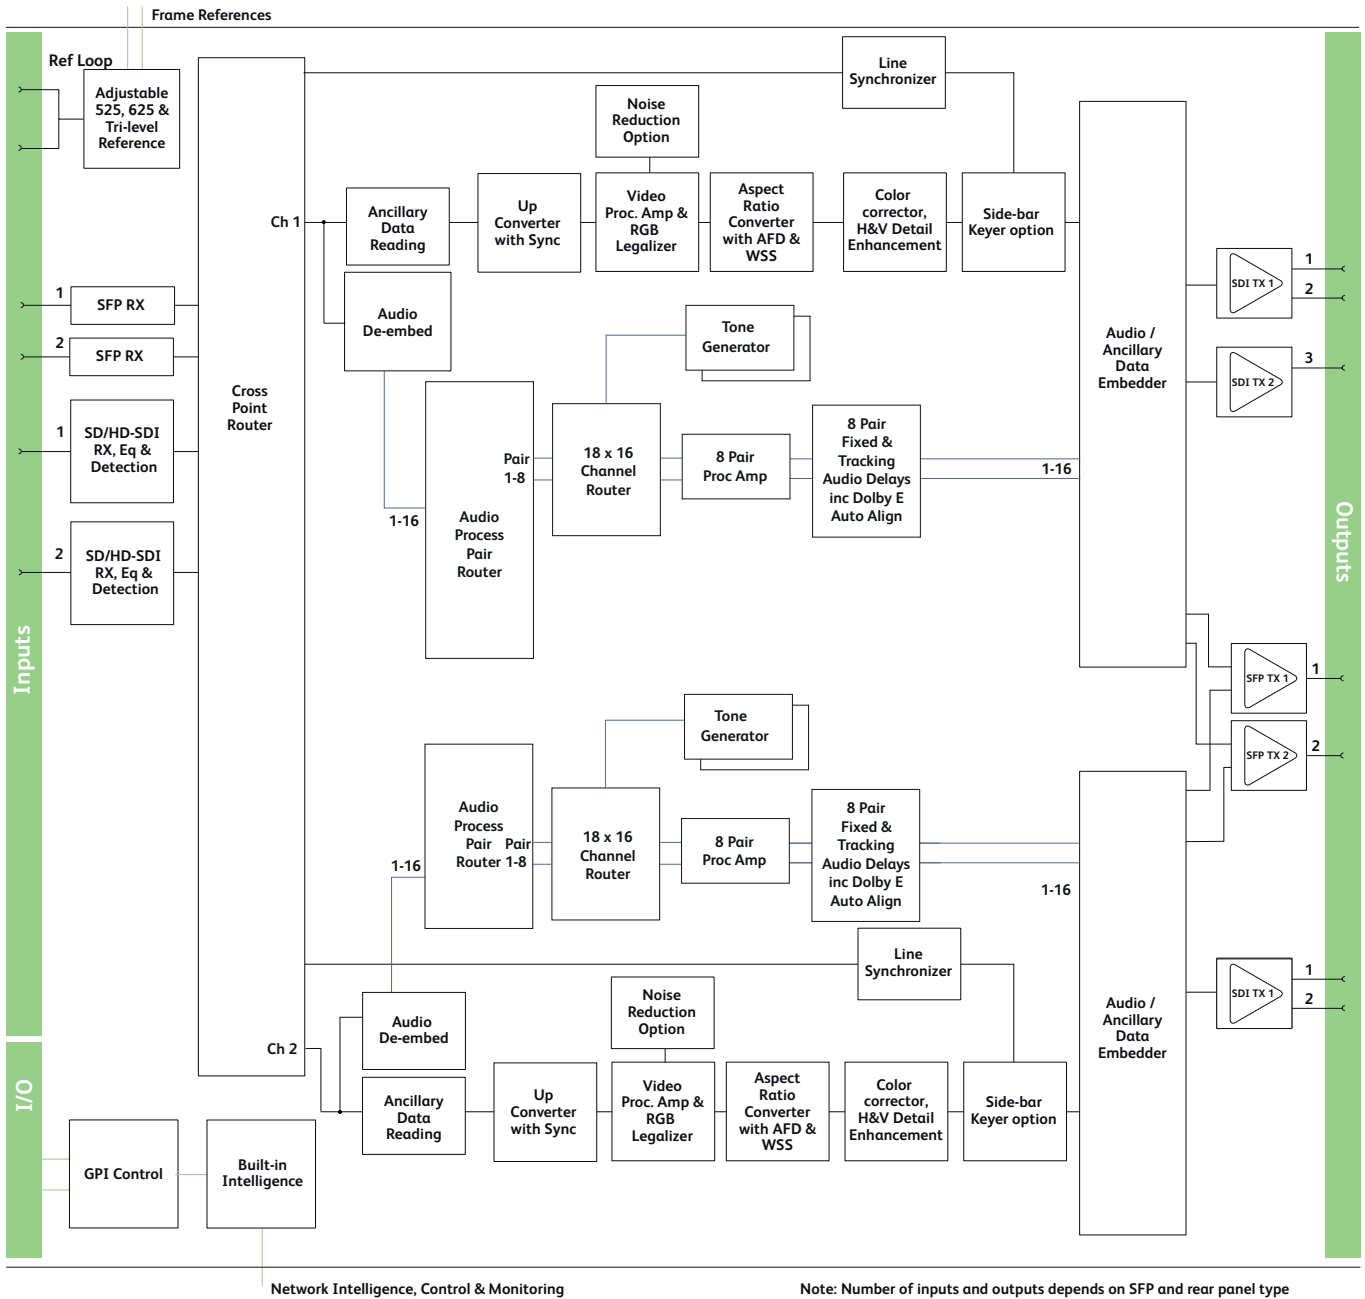 Frame References
Ref Loop
Adjustable
525, 625 &
Tri-level
Reference
Line
Synchronizer
Noise
Reduction
Option
Ch 1
Ancillary
Data
Reading
Up
Converter
with Sync
Video
Proc. Amp &
RGB
Legalizer
Aspect
Ratio
Converter
with AFD &
WSS
Color
corrector,
H&V Detail
Enhancement
Side-bar
Keyer option
1
SFP RX
2
SFP RX
1
SD/HD-SDI
RX, Eq &
Detection
2
SD/HD-SDI
RX, Eq &
Detection
Cross
Point
Router
Audio
De-embed
Tone
Generator
1-16
Audio
Process
Pair
Router
Pair
1-8
18 x 16
Channel
Router
8 Pair
Proc Amp
8 Pair
Fixed &
Tracking
Audio Delays
inc Dolby E
Auto Align
1-16
Audio /
Ancillary
Data
Embedder
SDI TX 1
1
2
SDI TX 2
3
Inputs
Outputs
SFP TX 1
1
SFP TX 2
2
Tone
Generator
1-16
Audio
Process
Pair
Router
Pair
1-8
18 x 16
Channel
Router
8 Pair
Proc Amp
8 Pair
Fixed &
Tracking
Audio Delays
inc Dolby E
Auto Align
1-16
Line
Synchronizer
Noise
Reduction
Option
Audio
De-embed
Ch 2
Ancillary
Data
Reading
Up
Converter
with Sync
Video
Proc. Amp &
RGB
Legalizer
Aspect
Ratio
Converter
with AFD &
WSS
Color
corrector,
H&V Detail
Enhancement
Side-bar
Keyer option
Audio /
Ancillary
Data
Embedder
SDI TX 1
1
2
I/O
GPI Control
Built-in
Intelligence
Network Intelligence, Control & Monitoring
Note: Number of inputs and outputs depends on SFP and rear panel type